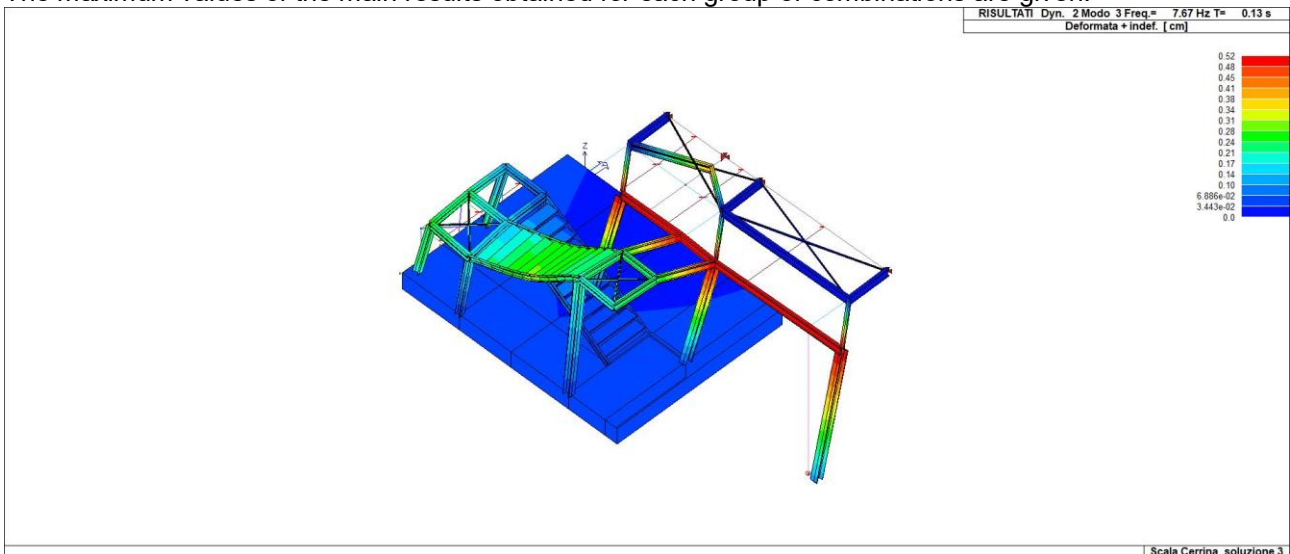 The maximum values of the main results obtained for each group of combinations are given.
RISULTATI Dyn. 2 Modo 3 Freq.= 7.67 Hz T= 0.13 s
Deformata + indef. [ cm]
0.52
0.48
0.45
0.41
0.38
0.34
0.31
0.28
0.24
0.21
0.17
0.14
0.10
6.886e-02
3.443e-02
0.0
Z
Scala Cerrina soluzione 3